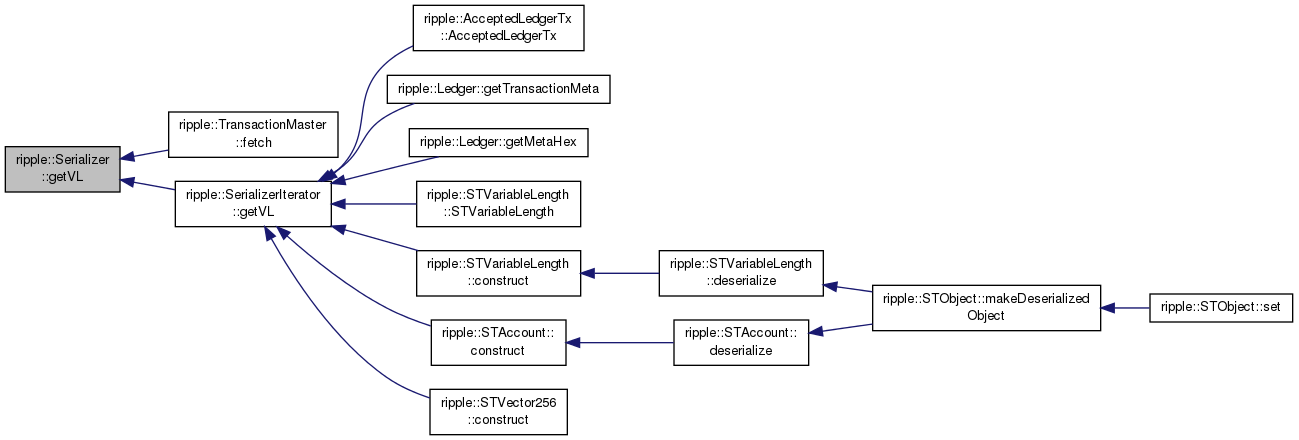 ripple::Serializer
::getVL
ripple::TransactionMaster
::fetch
ripple::SerializerIterator
::getVL
ripple::AcceptedLedgerTx
::AcceptedLedgerTx
ripple::Ledger::getTransactionMeta
ripple::Ledger::getMetaHex
ripple::STVariableLength
::STVariableLength
ripple::STVariableLength
::construct
ripple::STAccount::
construct
ripple::STVector256
::construct
ripple::STVariableLength
::deserialize
ripple::STAccount::
deserialize
ripple::STObject::makeDeserialized
Object
ripple::STObject::set